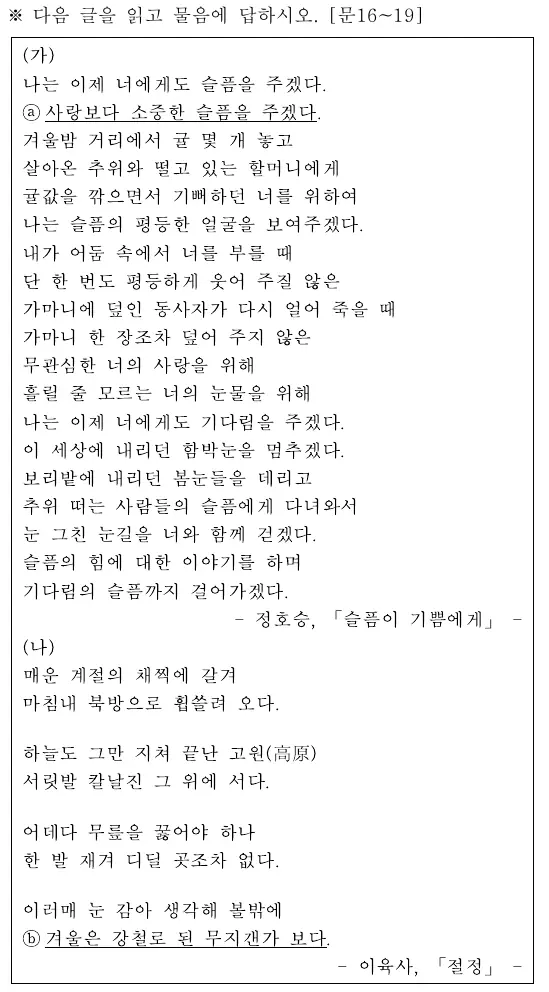 ※ 다음 글을 읽고 물음에 답하시오. [문16~19]
(가)
나는 이제 너에게도 슬픔을 주겠다.
ⓐ 사랑보다 소중한 슬픔을 주겠다.
겨울밤 거리에서 귤 몇 개 놓고
살아온 추위와 떨고 있는 할머니에게
귤값을 깎으면서 기뻐하던 너를 위하여
나는 슬픔의 평등한 얼굴을 보여주겠다.
내가 어둠 속에서 너를 부를 때
단 한 번도 평등하게 웃어 주질 않은
가마니에 덮인 동사자가 다시 얼어 죽을 때
가마니 한 장조차 덮어 주지 않은
무관심한 너의 사랑을 위해
흘릴 줄 모르는 너의 눈물을 위해
나는 이제 너에게도 기다림을 주겠다.
이 세상에 내리던 함박눈을 멈추겠다.
보리밭에 내리던 봄눈들을 데리고
추위 떠는 사람들의 슬픔에게 다녀와서
눈 그친 눈길을 너와 함께 걷겠다.
슬픔의 힘에 대한 이야기를 하며
기다림의 슬픔까지 걸어가겠다.
- 정호승, 「슬픔이 기쁨에게」 -
(나)
매운 계절의 채찍에 갈겨
마침내 북방으로 휩쓸려 오다.
하늘도 그만 지쳐 끝난 고원(高原)
서릿발 칼날진 그 위에 서다.
어데다 무릎을 꿇어야 하나
한 발 재겨 디딜 곳조차 없다.
이러매 눈 감아 생각해 볼밖에
ⓑ 겨울은 강철로 된 무지갠가 보다.
- 이육사, 「절정」 -